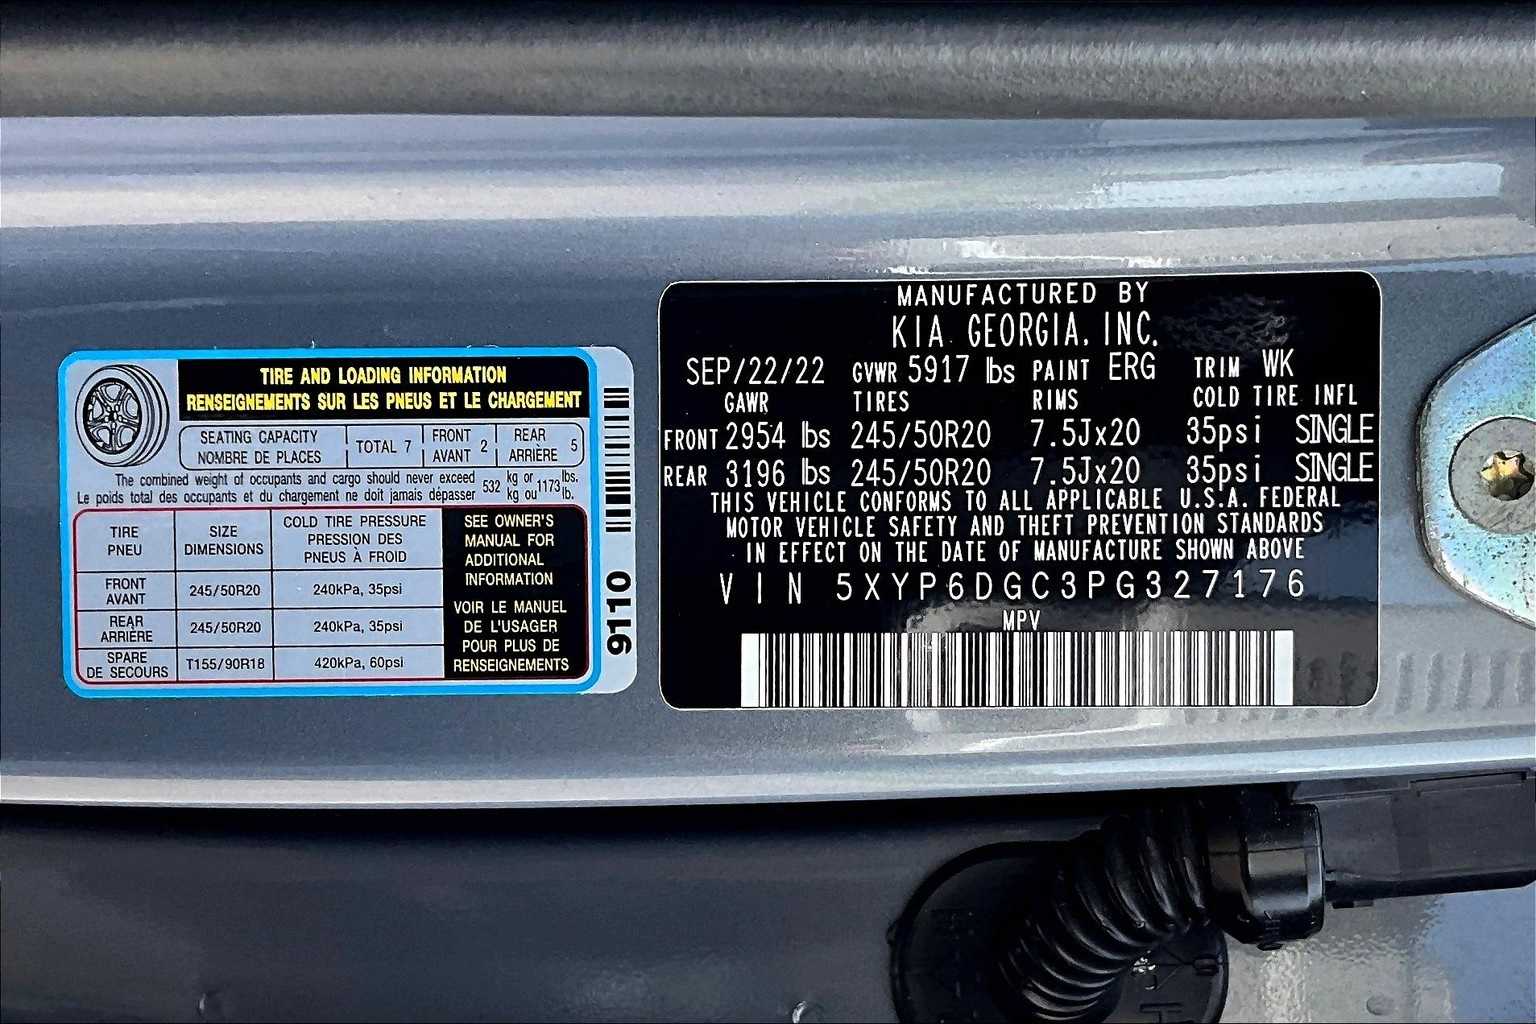 TIRE AND LOADING INFORMATION
RENSEIGNEMENTS SUR LES PNEUS ET LE CHARGEMENT
SEATING CAPACITY
NOMBRE DE PLACES
TOTAL 7
FRONT
AVANT 2
REAR
ARRIÈRE 5
The combined weight of occupants and cargo should never exceed 532 kg or 1173 lbs.
Le poids total des occupants et du chargement ne doit jamais dépasser kg ou lb.
TIRE
PNEU
SIZE
DIMENSIONS
COLD TIRE PRESSURE
PRESSION DES
PNEUS À FROID
FRONT
AVANT
245/50R20
240kPa, 35psi
REAR
ARRIÈRE
245/50R20
240kPa, 35psi
SPARE
DE SECOURS
T155/90R18
420kPa, 60psi
SEE OWNER'S
MANUAL FOR
ADDITIONAL
INFORMATION
VOIR LE MANUEL
DE L'USAGER
POUR PLUS DE
RENSEIGNEMENTS
9110
MANUFACTURED BY
KIA GEORGIA, INC.
SEP/22/22 GVWR 5917 lbs PAINT ERG TRIM WK
GAWR TIRES RIMS COLD TIRE INFL
FRONT 2954 lbs 245/50R20 7.5Jx20 35psi SINGLE
REAR 3196 lbs 245/50R20 7.5Jx20 35psi SINGLE
THIS VEHICLE CONFORMS TO ALL APPLICABLE U.S.A. FEDERAL
MOTOR VEHICLE SAFETY AND THEFT PREVENTION STANDARDS
IN EFFECT ON THE DATE OF MANUFACTURE SHOWN ABOVE
VIN 5XYP6DGC3PG327176
MPV